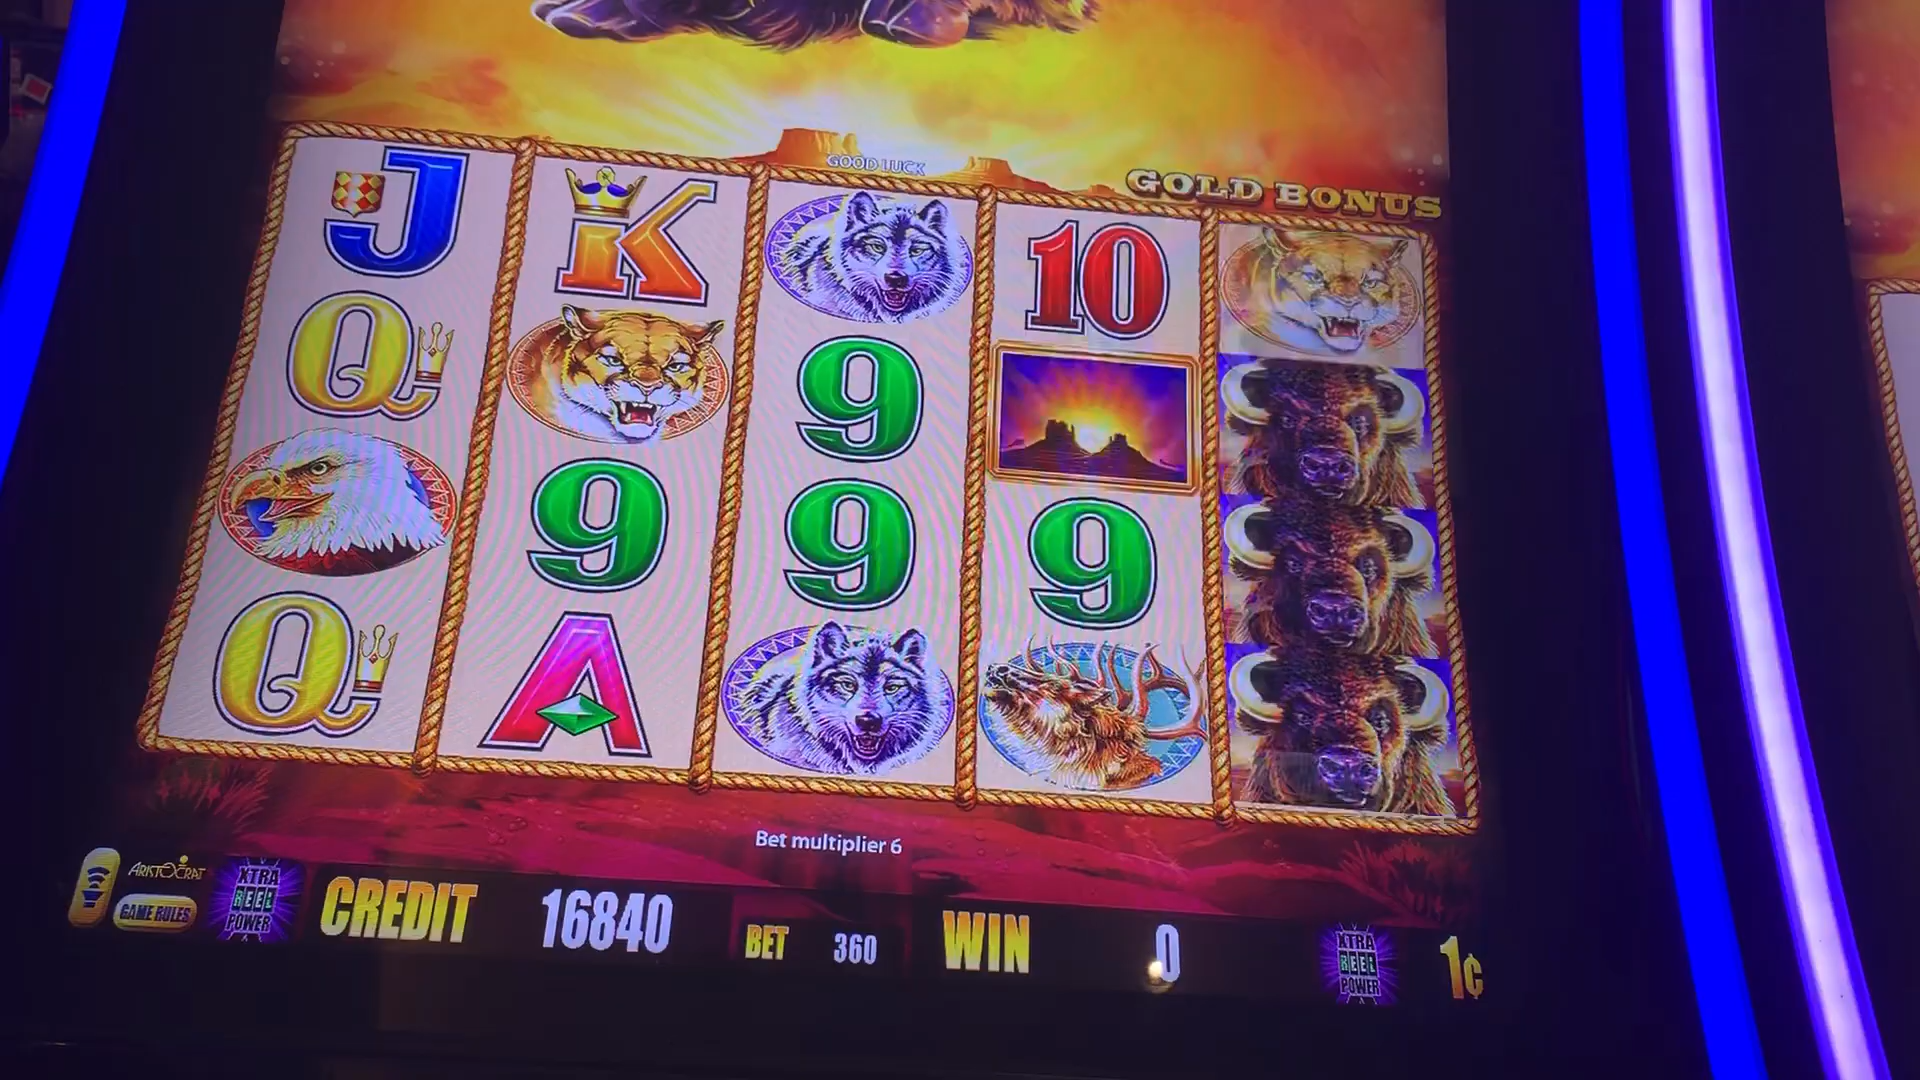 GOOD LUCK
GOLD BONUS
J
K
10
Q
9
9
9
9
Q
A
Bet multiplier 6
ARISTOCRAT
GAME RULES
XTRA
REEL
POWER
CREDIT 16840
BET 360
WIN 0
XTRA
REEL
POWER
1¢